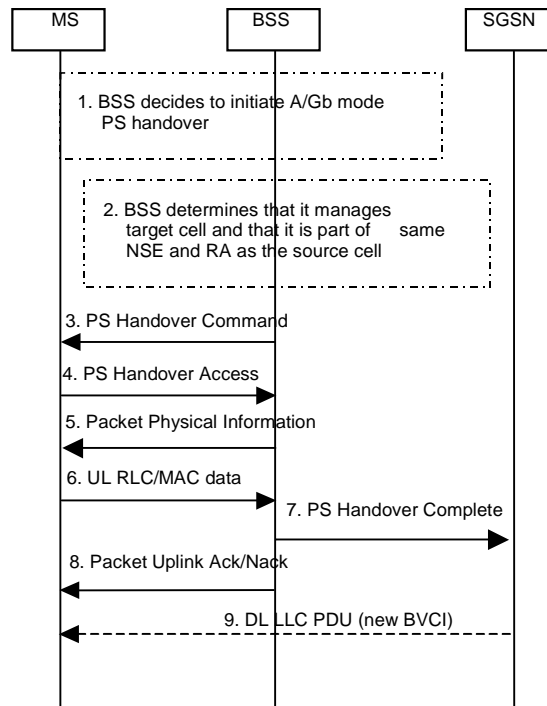 MS
BSS
SGSN
1. BSS decides to initiate A/Gb mode
PS handover
2. BSS determines that it manages
target cell and that it is part of same
NSE and RA as the source cell
3. PS Handover Command
4. PS Handover Access
5. Packet Physical Information
6. UL RLC/MAC data
7. PS Handover Complete
8. Packet Uplink Ack/Nack
9. DL LLC PDU (new BVCI)